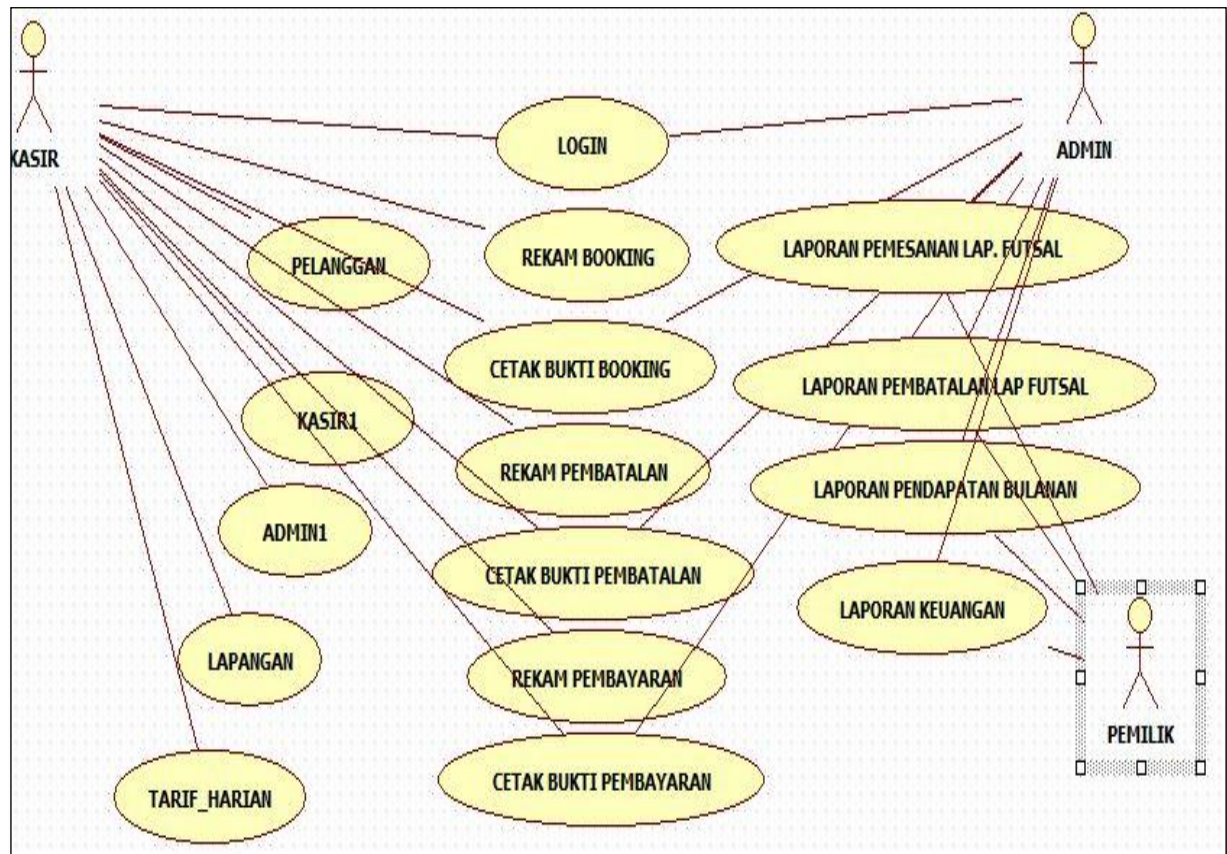 KASIR
ADMIN
LOGIN
PELANGGAN
REKAM BOOKING
LAPORAN PEMESANAN LAP. FUTSAL
CETAK BUKTI BOOKING
LAPORAN PEMBATALAN LAP FUTSAL
KASIR1
REKAM PEMBATALAN
LAPORAN PENDAPATAN BULANAN
ADMIN1
CETAK BUKTI PEMBATALAN
LAPORAN KEUANGAN
LAPANGAN
REKAM PEMBAYARAN
PEMILIK
CETAK BUKTI PEMBAYARAN
TARIF_HARIAN